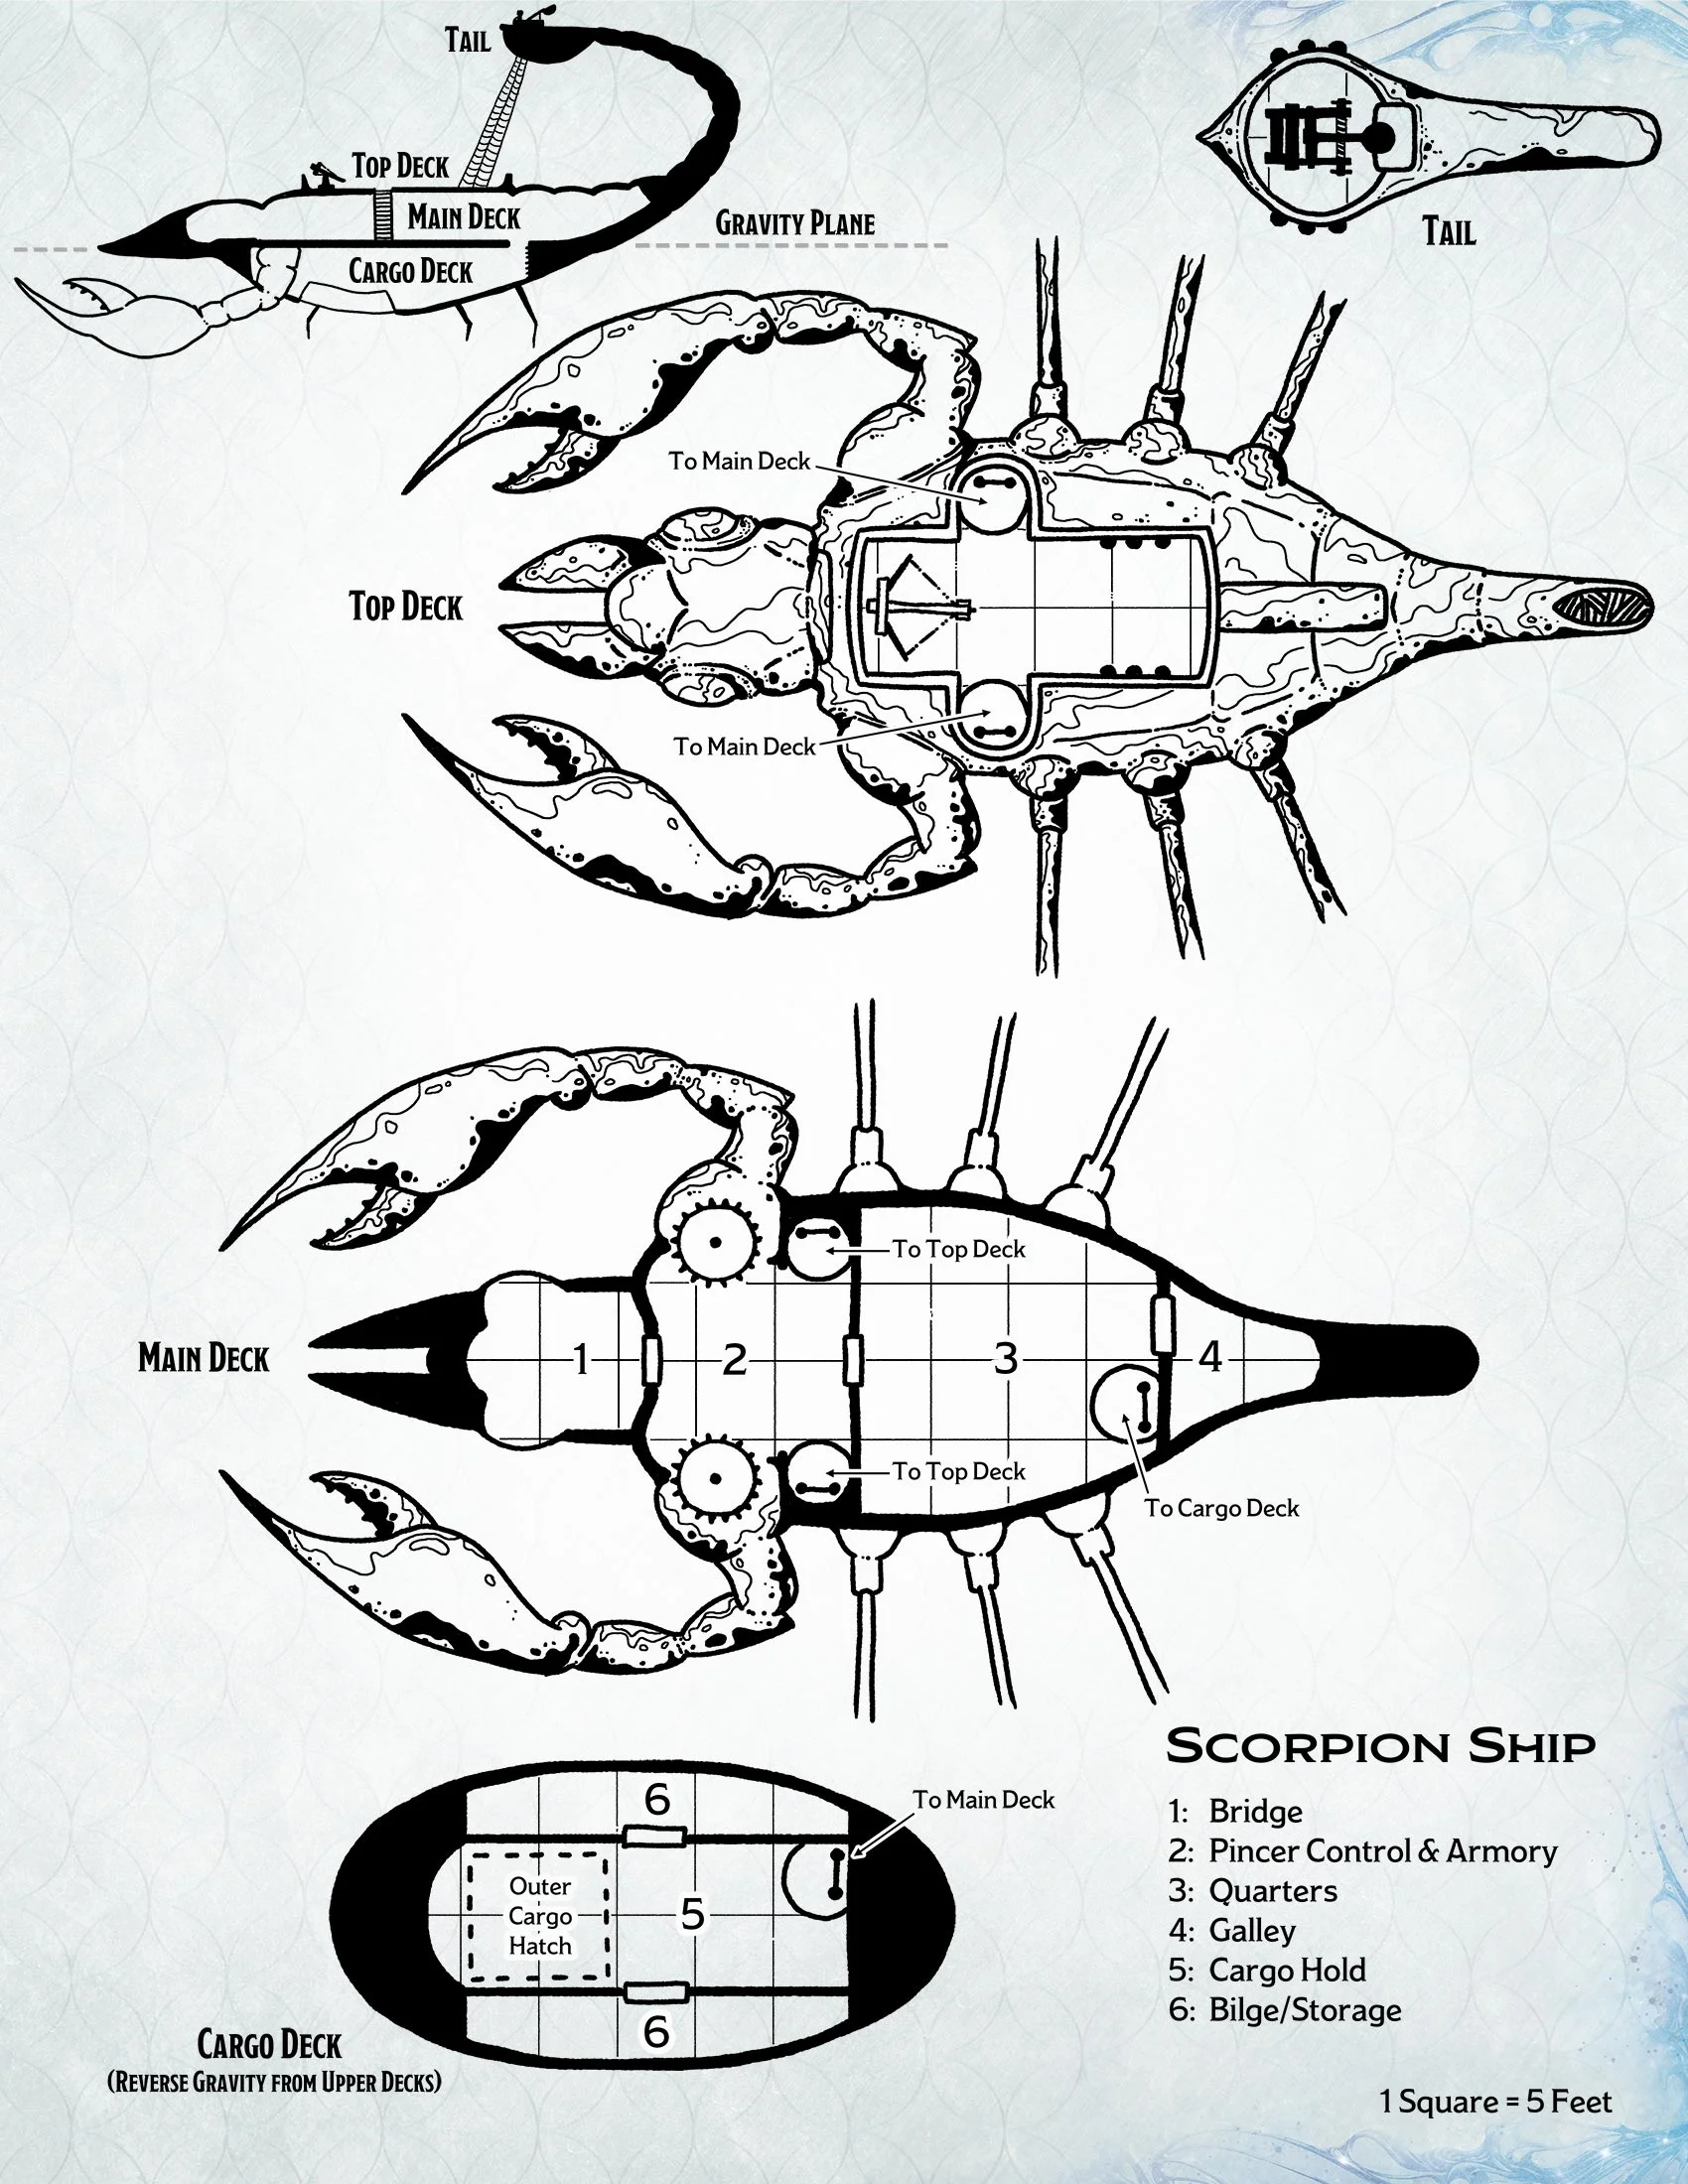 Tail
Top Deck
Main Deck
Gravity Plane
Cargo Deck
Tail
To Main Deck
Top Deck
To Main Deck
To Top Deck
Main Deck
1
2
3
4
To Top Deck
To Cargo Deck
Scorpion Ship
6
To Main Deck
1: Bridge
2: Pincer Control & Armory
3: Quarters
4: Galley
5: Cargo Hold
6: Bilge/Storage
Outer
Cargo
Hatch
5
6
Cargo Deck
(Reverse Gravity from Upper Decks)
1 Square = 5 Feet